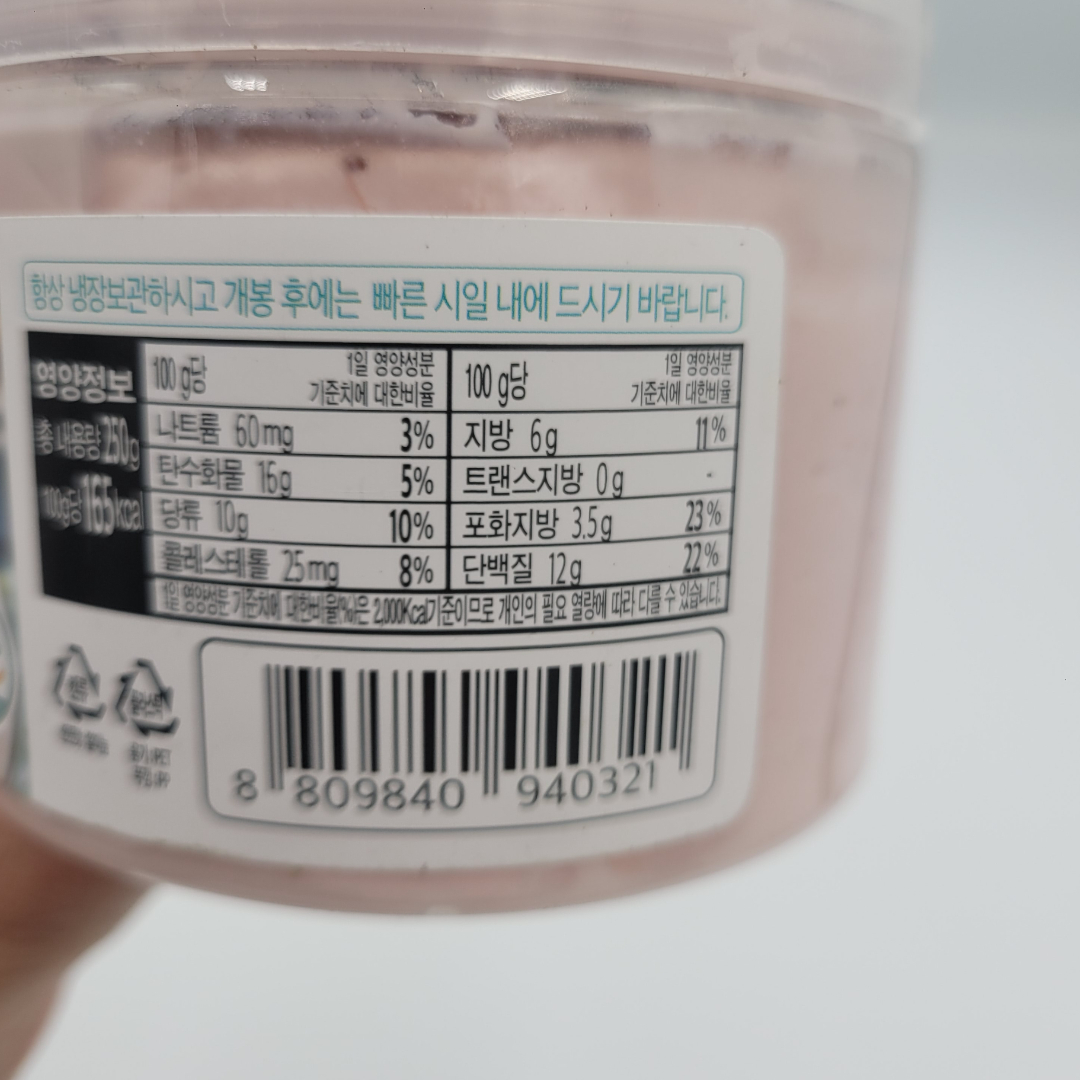 항상 냉장보관하시고 개봉 후에는 빠른 시일 내에 드시기 바랍니다.
영양정보
총 내용량 250g
100g당 165kcal
100 g당 1일 영양성분 기준치에 대한비율
나트륨 60mg 3%
탄수화물 16g 5%
당류 10g 10%
콜레스테롤 25mg 8%
100 g당 1일 영양성분 기준치에 대한비율
지방 6g 11%
트랜스지방 0g -
포화지방 3.5g 23%
단백질 12g 22%
1일 영양성분 기준치에 대한비율(%)은 2,000Kcal기준이므로 개인의 필요 열량에 따라 다를 수 있습니다.
8 809840 940321